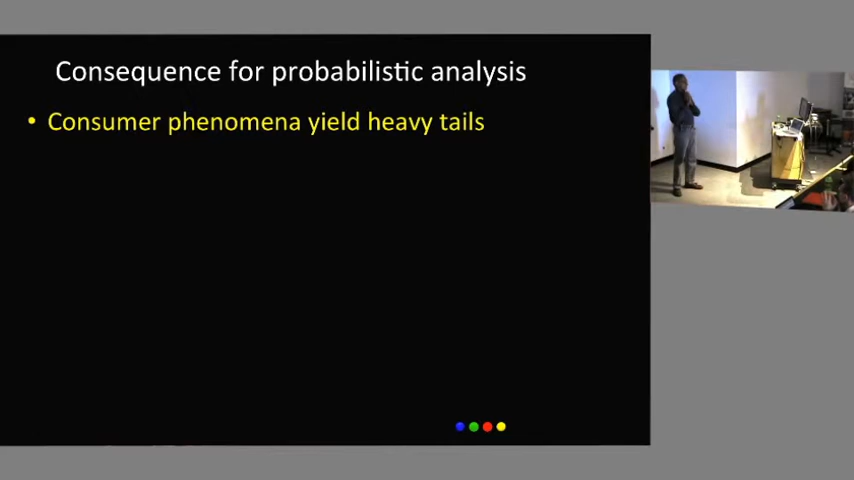 Consequence for probabilistic analysis
• Consumer phenomena yield heavy tails